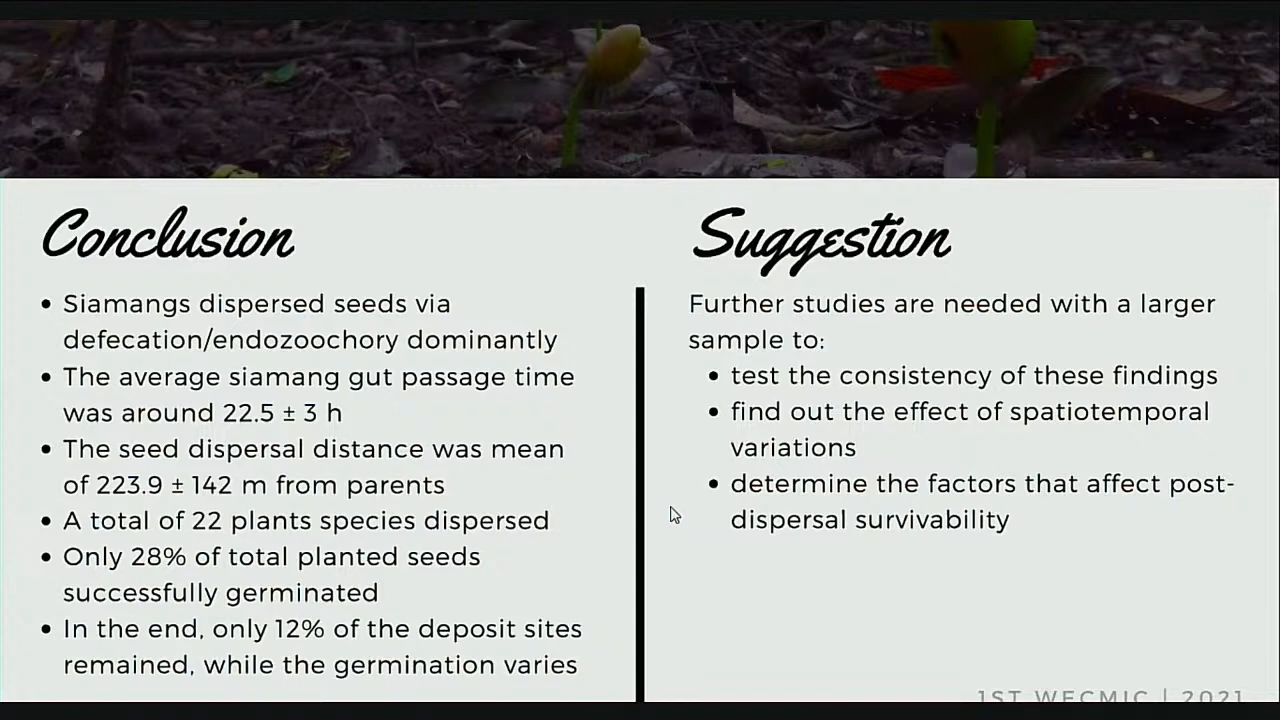 Conclusion
Siamangs dispersed seeds via
defecation/endozoochory dominantly
The average siamang gut passage time
was around 22.5 ± 3 h
The seed dispersal distance was mean
of 223.9 ± 142 m from parents
A total of 22 plants species dispersed
Only 28% of total planted seeds
successfully germinated
In the end, only 12% of the deposit sites
remained, while the germination varies
Suggestion
Further studies are needed with a larger
sample to:
test the consistency of these findings
find out the effect of spatiotemporal
variations
determine the factors that affect post-
dispersal survivability
1ST WECMIC | 2021